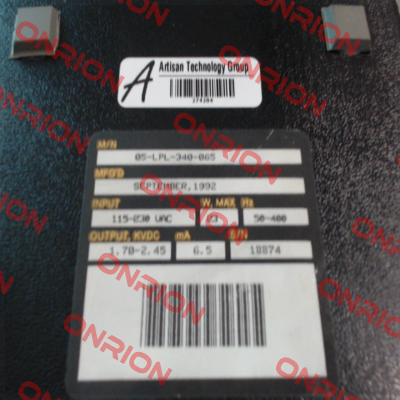 Artisan Technology Group
274204
M/N
05-LPL-340-065
MFG'D
SEPTEMBER, 1992
INPUT W, MAX Hz
115-230 VAC 50-400
OUTPUT, KVDC mA S/N
1.70-2.45 6.5 18874
ONRION